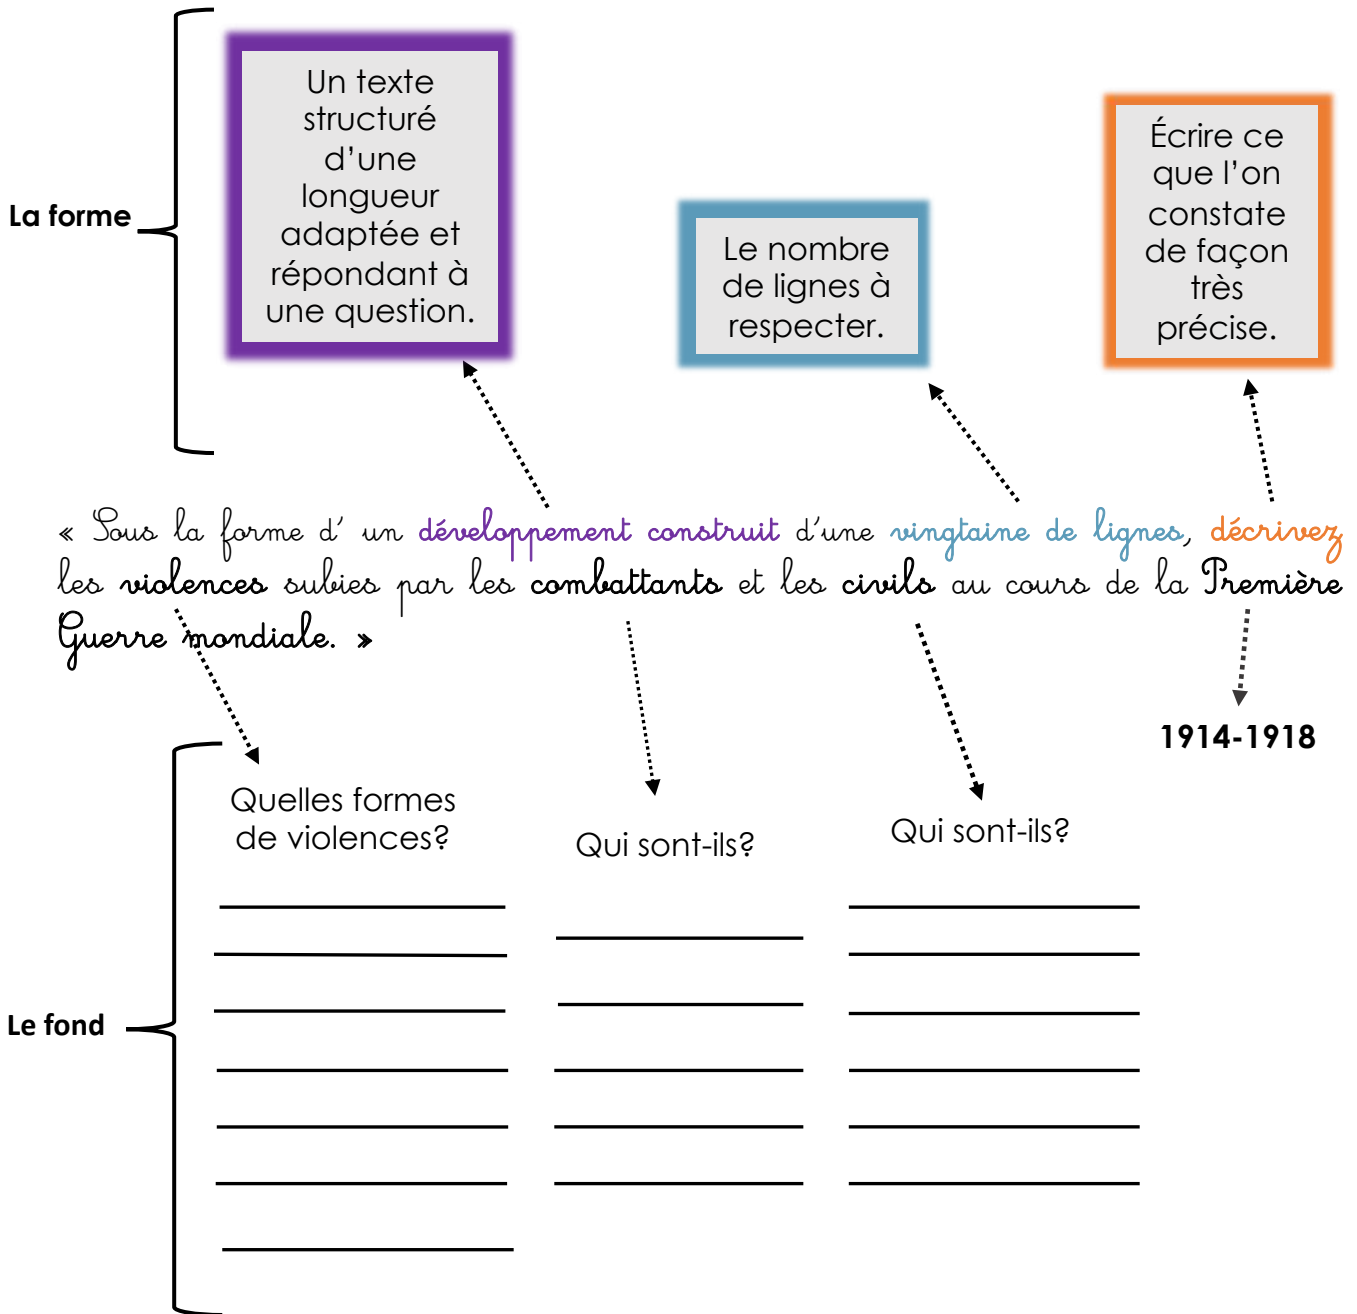 Un texte
structuré
d’une
longueur
adaptée et
répondant à
une question.
Le nombre
de lignes à
respecter.
Écrire ce
que l’on
constate
de façon
très
précise.
La forme
« Sous la forme d’ un développement construit d’une vingtaine de lignes, décrivez
les violences subies par les combattants et les civils au cours de la Première
Guerre mondiale. »
1914-1918
Quelles formes
de violences?
Qui sont-ils?
Qui sont-ils?
Le fond